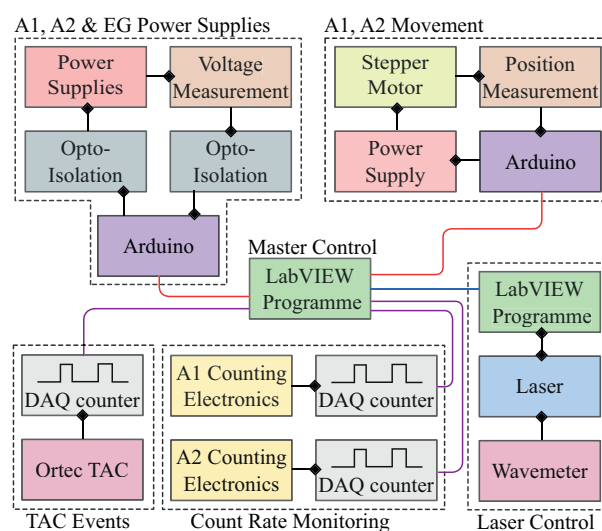 A1, A2 & EG Power Supplies
Power
Supplies
Voltage
Measurement
Opto-
Isolation
Opto-
Isolation
Arduino
A1, A2 Movement
Stepper
Motor
Position
Measurement
Power
Supply
Arduino
Master Control
LabVIEW
Programme
LabVIEW
Programme
Laser
Wavemeter
Laser Control
DAQ counter
Ortec TAC
TAC Events
A1 Counting
Electronics
DAQ counter
A2 Counting
Electronics
DAQ counter
Count Rate Monitoring